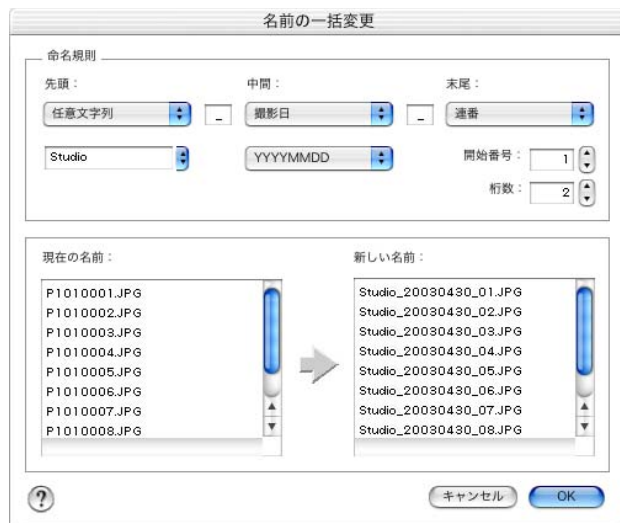 名前の一括変更
命名規則
先頭： 中間： 末尾：
任意文字列 _ 撮影日 _ 連番
Studio YYYYMMDD 開始番号： 1
桁数： 2
現在の名前： 新しい名前：
P1010001.JPG Studio_20030430_01.JPG
P1010002.JPG Studio_20030430_02.JPG
P1010003.JPG Studio_20030430_03.JPG
P1010004.JPG Studio_20030430_04.JPG
P1010005.JPG Studio_20030430_05.JPG
P1010006.JPG Studio_20030430_06.JPG
P1010007.JPG Studio_20030430_07.JPG
P1010008.JPG Studio_20030430_08.JPG
? キャンセル OK